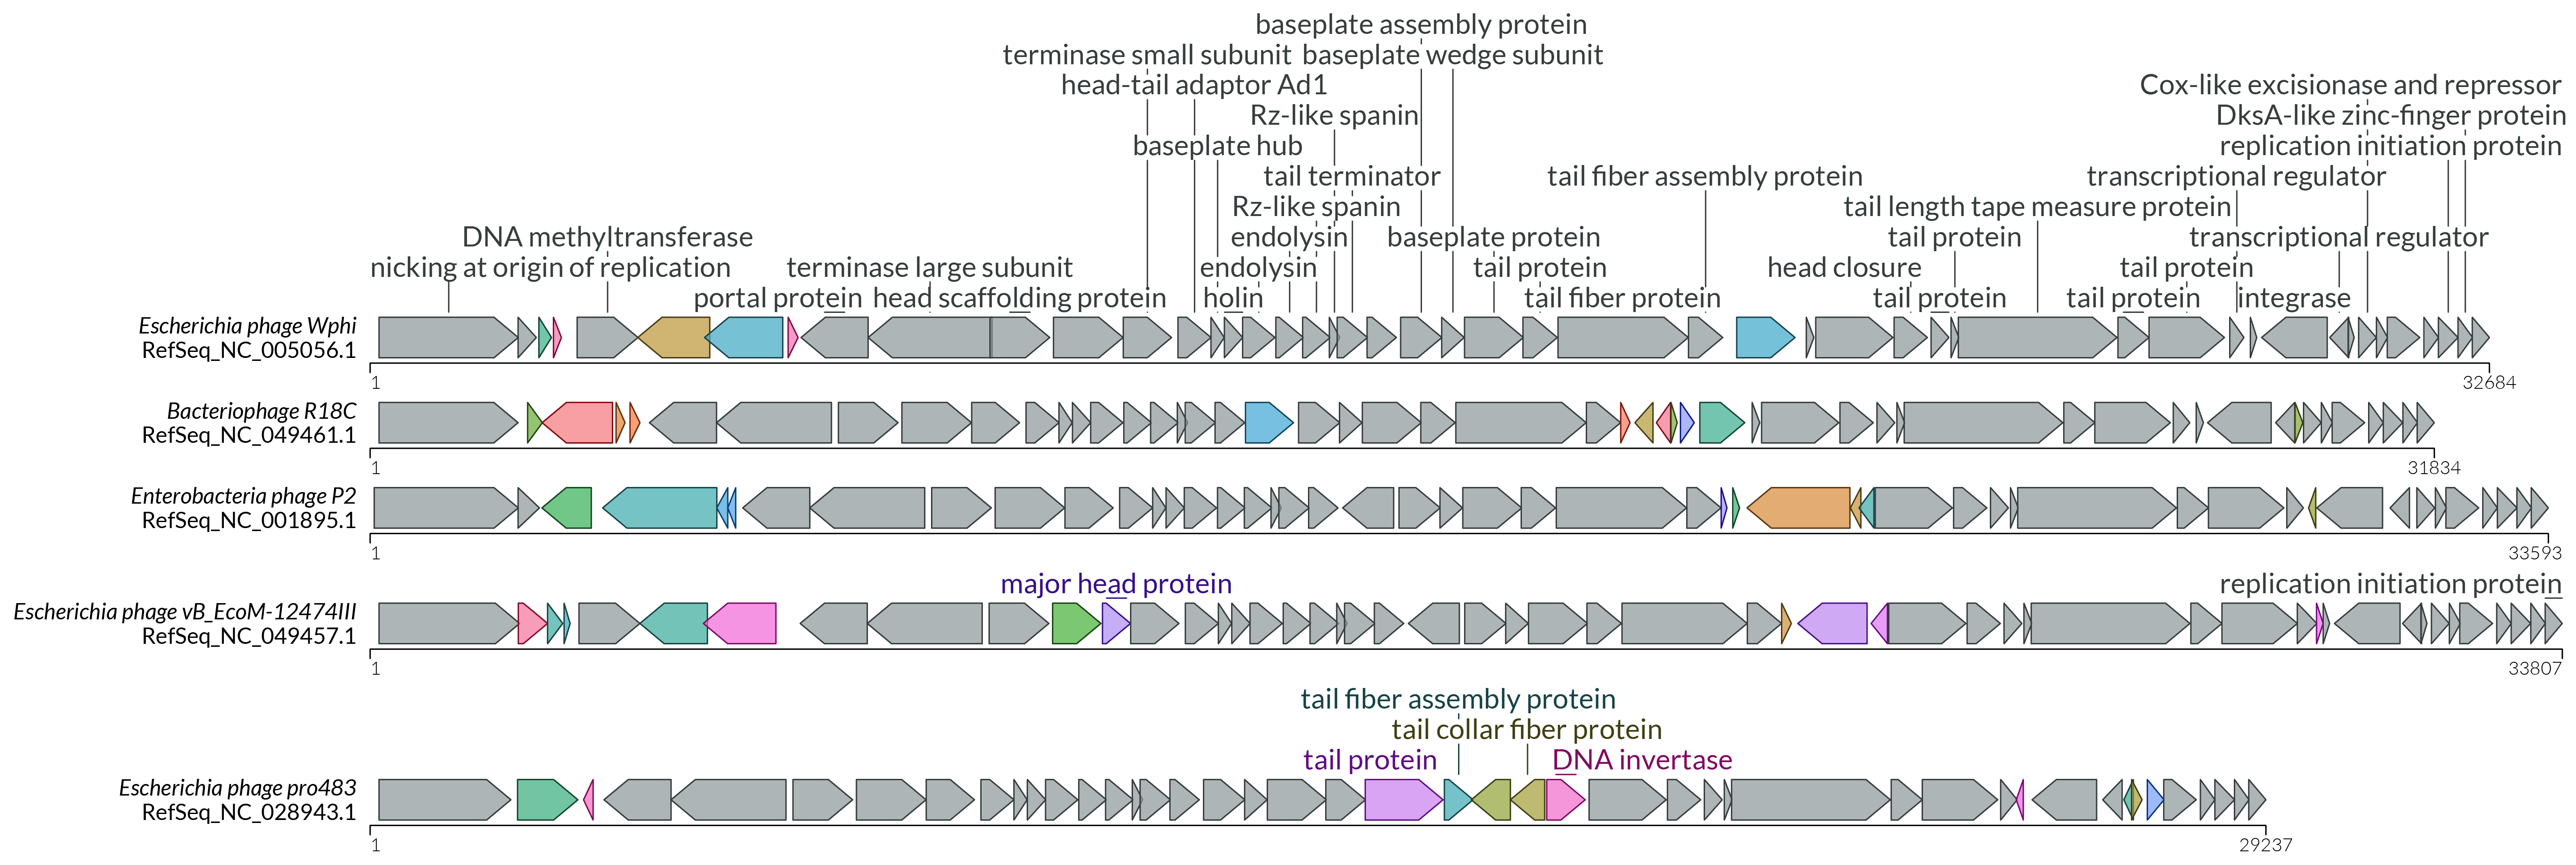 baseplate assembly protein
terminase small subunit baseplate wedge subunit
head-tail adaptor Ad1 Cox-like excisionase and repressor
Rz-like spanin DksA-like zinc-finger protein
baseplate hub replication initiation protein
tail terminator tail fiber assembly protein transcriptional regulator
Rz-like spanin tail length tape measure protein
DNA methyltransferase endolysin baseplate protein tail protein transcriptional regulator
nicking at origin of replication terminase large subunit endolysin tail protein head closure tail protein
portal protein head scaffolding protein holin tail fiber protein tail protein tail protein integrase
Escherichia phage Wphi
RefSeq_NC_005056.1
1 32684
Bacteriophage R18C
RefSeq_NC_049461.1
1 31834
Enterobacteria phage P2
RefSeq_NC_001895.1
1 33593
major head protein replication initiation protein
Escherichia phage vB_EcoM-12474III
RefSeq_NC_049457.1
1 33807
tail fiber assembly protein
tail collar fiber protein
tail protein DNA invertase
Escherichia phage pro483
RefSeq_NC_028943.1
1 29237